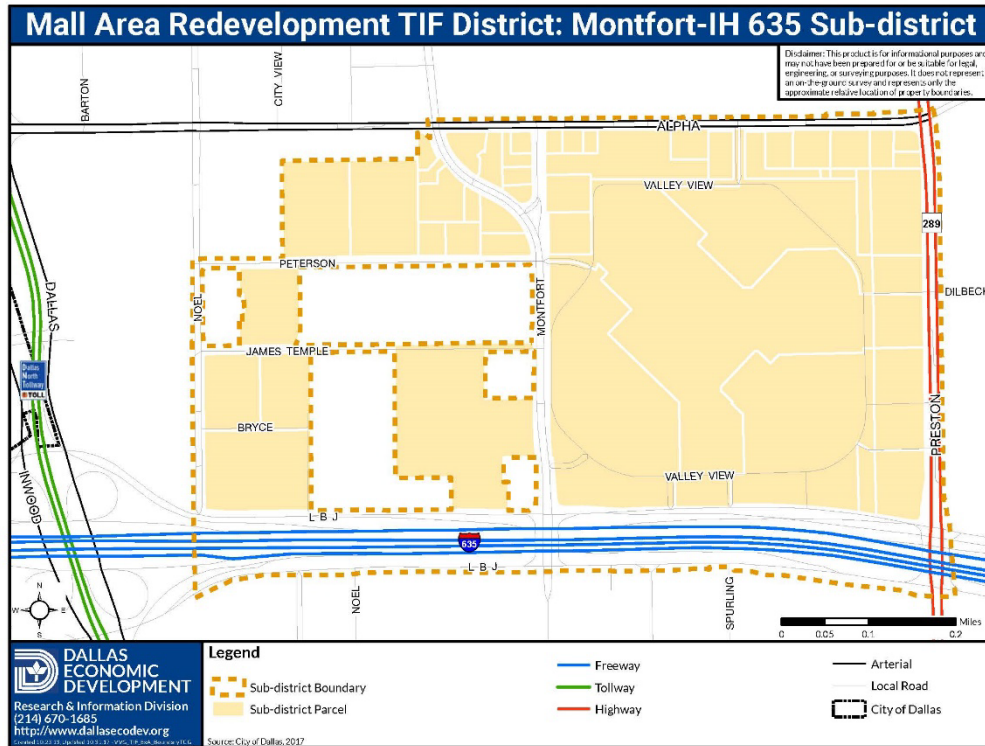 Mall Area Redevelopment TIF District: Montfort-IH 635 Sub-district
Disclaimer: This product is for informational purposes and
may not have been prepared for or be suitable for legal,
engineering, or surveying purposes. It does not represent
an on-the-ground survey and represents only the
approximate relative location of property boundaries.
BARTON
CITY VIEW
ALPHA
VALLEY VIEW
289
PETERSON
NOEL
MONTFORT
DILBECK
DALLAS
JAMES TEMPLE
Dallas
North
Tollway
TOLL
BRYCE
PRESTON
VALLEY VIEW
INWOOD
L B J
635
L B J
NOEL
SPURLING
N
W E
S
Miles
0 0.05 0.1 0.2
DALLAS
ECONOMIC
DEVELOPMENT
Research & Information Division
(214) 670-1685
http://www.dallasecodev.org
Legend
Sub-district Boundary
Sub-district Parcel
Freeway
Tollway
Highway
Arterial
Local Road
City of Dallas
Source: City of Dallas, 2017